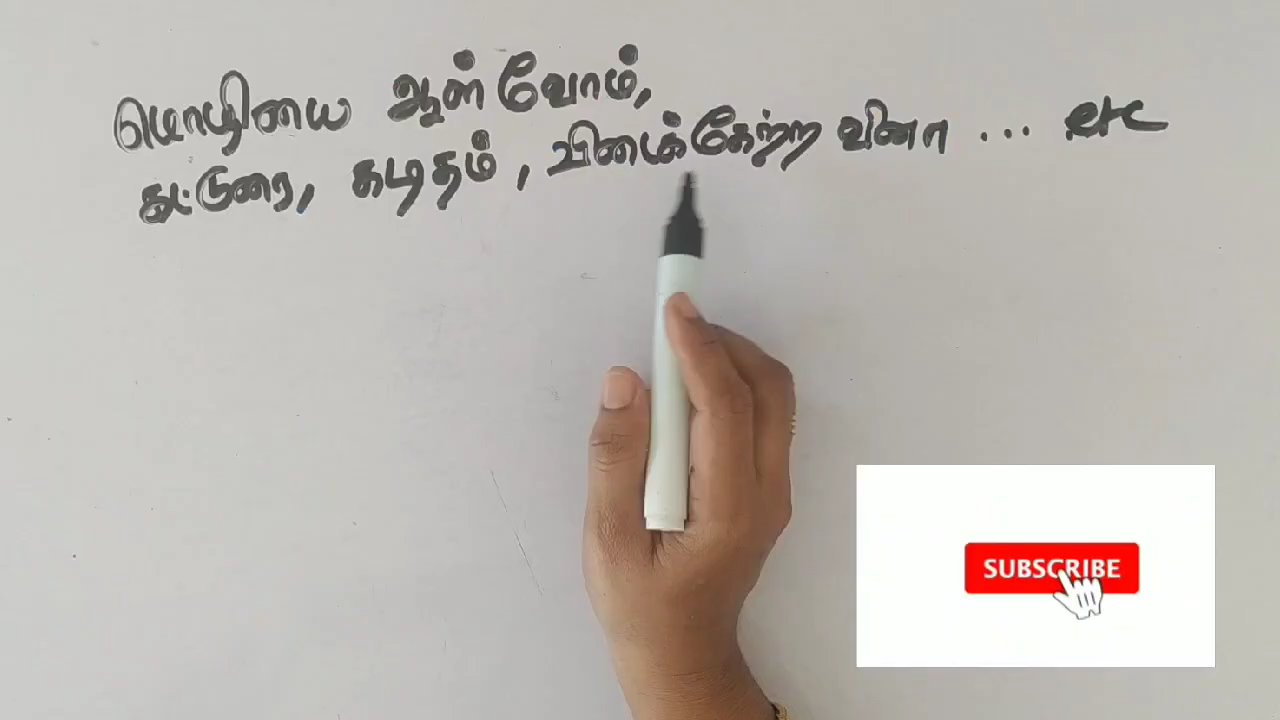 மொழியை ஆள்வோம்,
கட்டுரை, கடிதம், விடைக்கேற்ற வினா ... etc
SUBSCRIBE